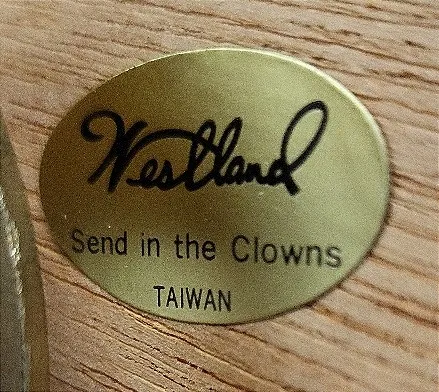 Westland
Send in the Clowns
TAIWAN